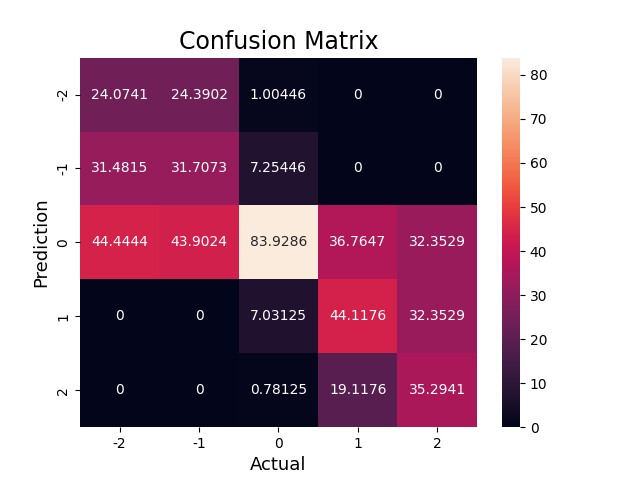 Confusion Matrix
Prediction
-2 24.0741 24.3902 1.00446 0 0
-1 31.4815 31.7073 7.25446 0 0
0 44.4444 43.9024 83.9286 36.7647 32.3529
1 0 0 7.03125 44.1176 32.3529
2 0 0 0.78125 19.1176 35.2941
-2 -1 0 1 2
Actual
80
70
60
50
40
30
20
10
0